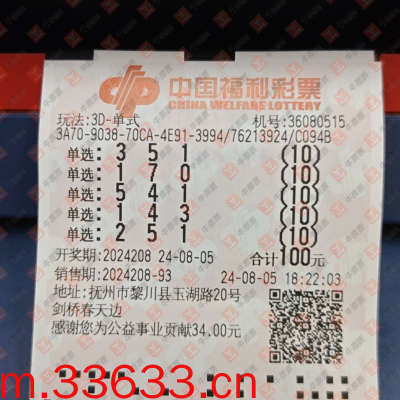 中国福利彩票
CHINA WELFARE LOTTERY
玩法:3D-单式 机号:36080515
3A70-9038-70CA-4E91-3994/76213924/C094B
单选: 3 5 1 (10)
单选: 1 7 0 (10)
单选: 5 4 1 (10)
单选: 1 4 3 (10)
单选: 2 5 1 (10)
开奖期:2024208 24-08-05 合计100元
销售期:2024208-93 24-08-05 18:22:03
地址:抚州市黎川县玉湖路20号
剑桥春天边
感谢您为公益事业贡献34.00元
m.33633.cn